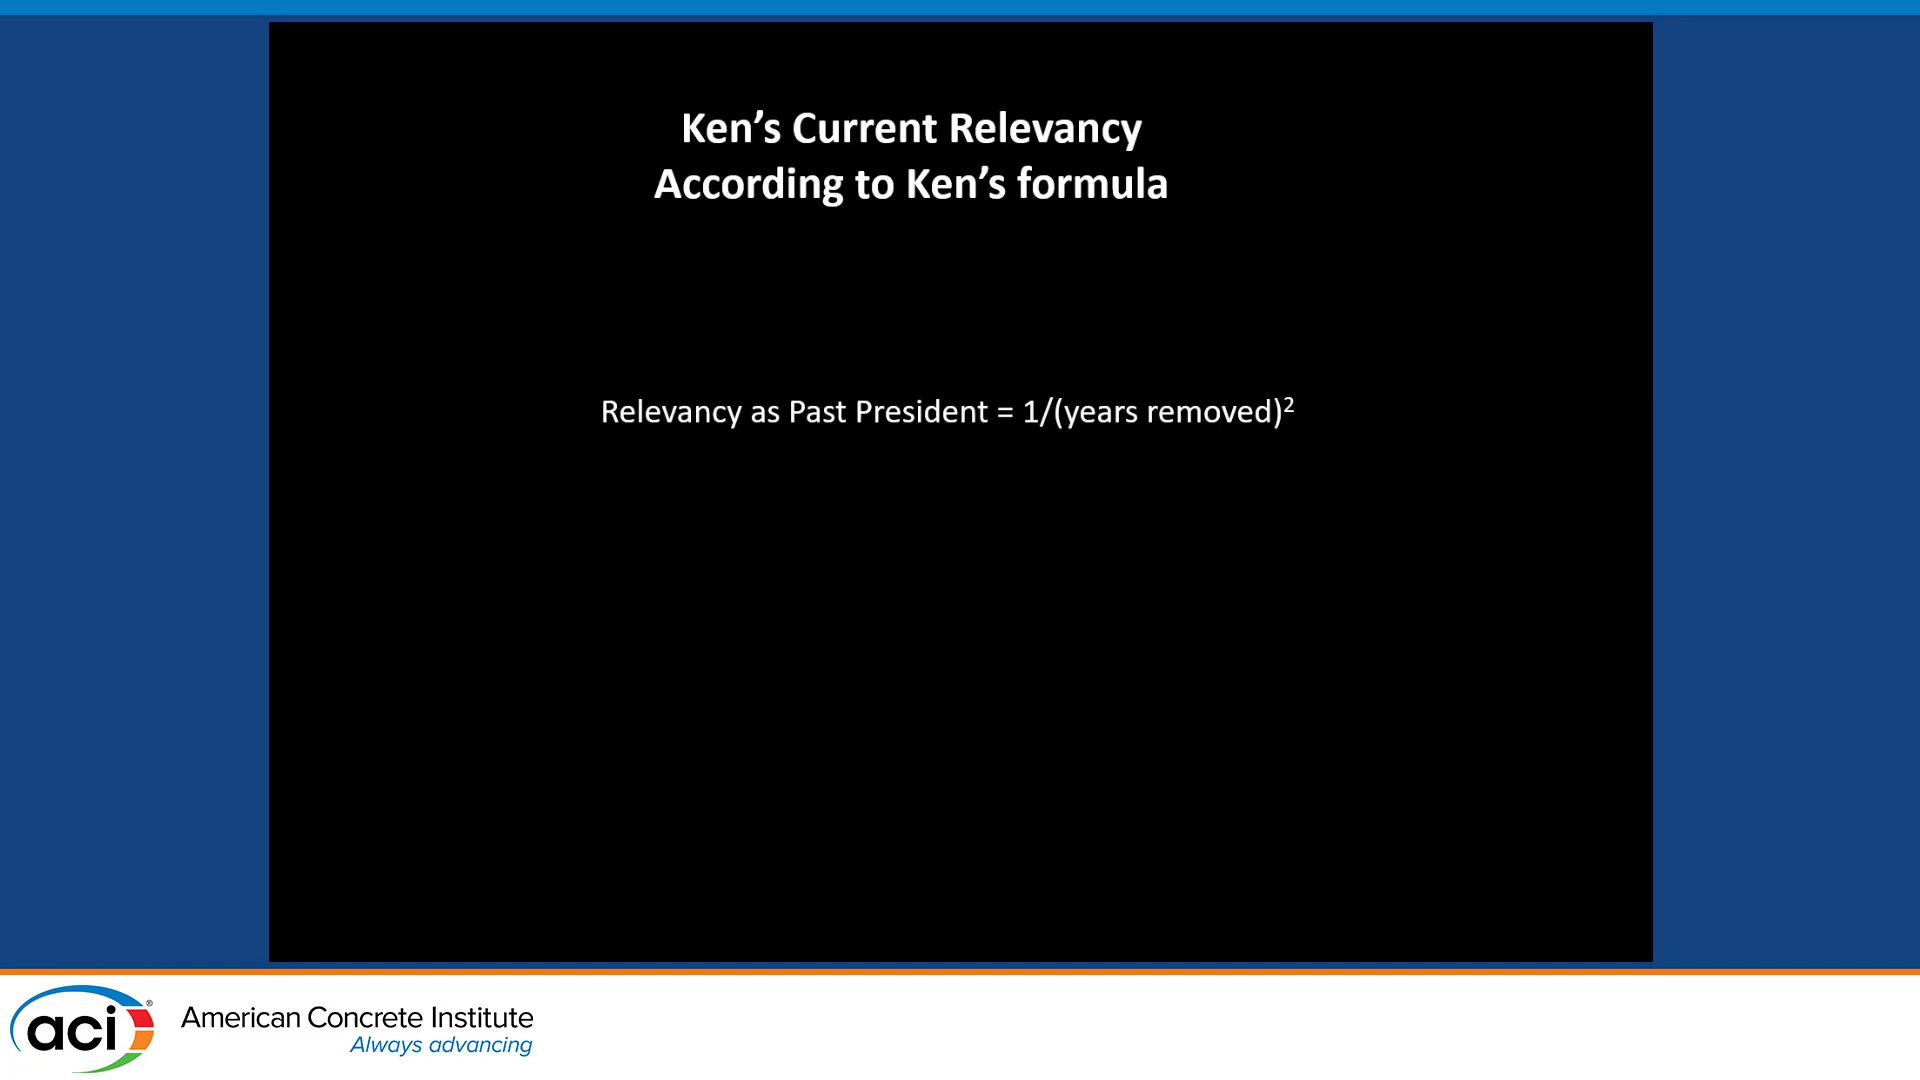 Ken’s Current Relevancy
According to Ken’s formula
Relevancy as Past President = 1/(years removed)²
aci®
American Concrete Institute
Always advancing